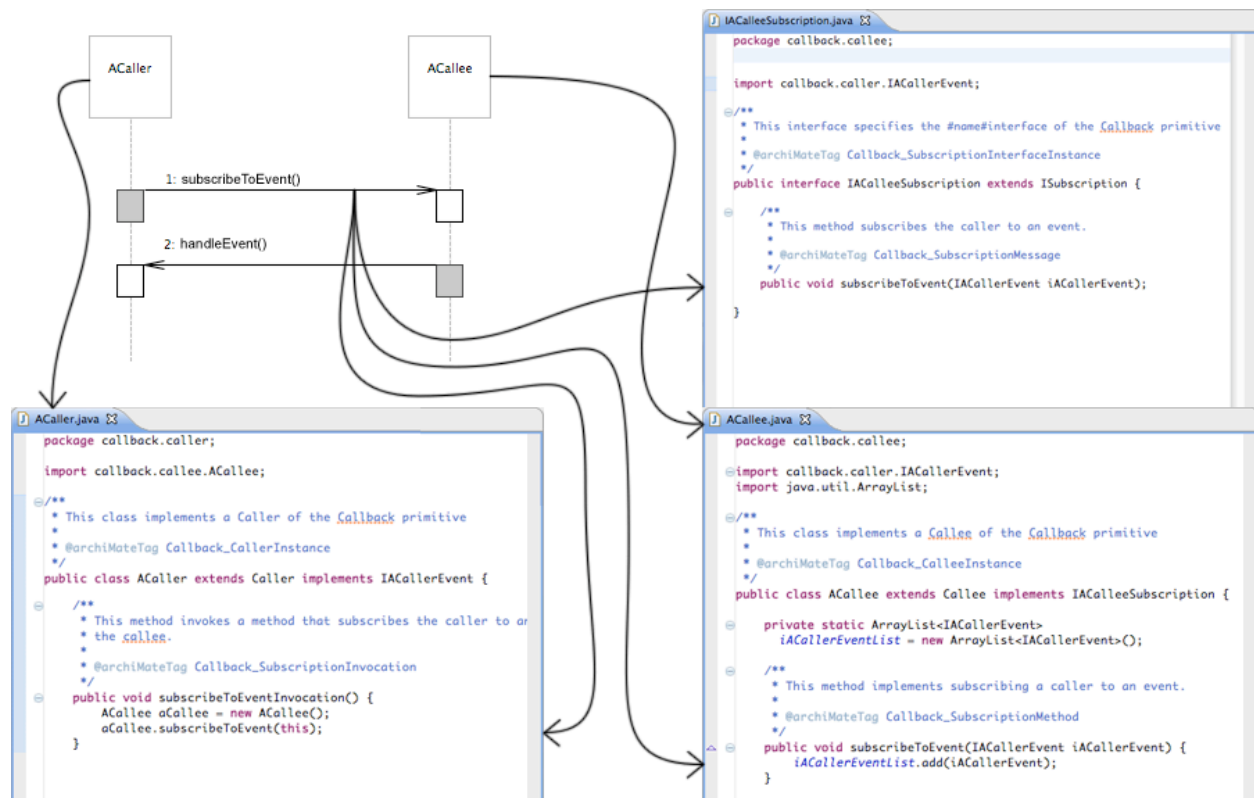 ACaller
ACallee
1: subscribeToEvent()
2: handleEvent()
IACalleeSubscription.java
package callback.callee;
import callback.caller.IACallerEvent;
/**
* This interface specifies the #name#interface of the Callback primitive
*
* @archiMateTag Callback_SubscriptionInterfaceInstance
*/
public interface IACalleeSubscription extends ISubscription {
/**
* This method subscribes the caller to an event.
*
* @archiMateTag Callback_SubscriptionMessage
*/
public void subscribeToEvent(IACallerEvent iACallerEvent);
}
ACaller.java
package callback.caller;
import callback.callee.ACallee;
/**
* This class implements a Caller of the Callback primitive
*
* @archiMateTag Callback_CallerInstance
*/
public class ACaller extends Caller implements IACallerEvent {
/**
* This method invokes a method that subscribes the caller to an
* the callee.
*
* @archiMateTag Callback_SubscriptionInvocation
*/
public void subscribeToEventInvocation() {
ACallee aCallee = new ACallee();
aCallee.subscribeToEvent(this);
}
ACallee.java
package callback.callee;
import callback.caller.IACallerEvent;
import java.util.ArrayList;
/**
* This class implements a Callee of the Callback primitive
*
* @archiMateTag Callback_CalleeInstance
*/
public class ACallee extends Callee implements IACalleeSubscription {
private static ArrayList<IACallerEvent>
iACallerEventList = new ArrayList<IACallerEvent>();
/**
* This method implements subscribing a caller to an event.
*
* @archiMateTag Callback_SubscriptionMethod
*/
public void subscribeToEvent(IACallerEvent iACallerEvent) {
iACallerEventList.add(iACallerEvent);
}